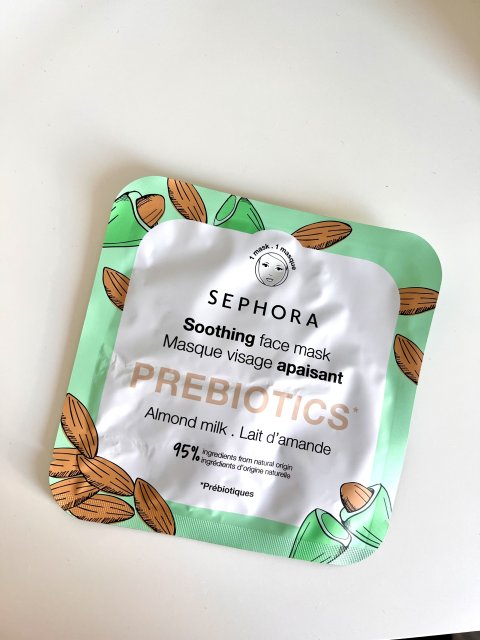 1 mask . 1 masque
SEPHORA
Soothing face mask
Masque visage apaisant
PREBIOTICS*
Almond milk . Lait d'amande
95% ingredients from natural origin
ingrédients d'origine naturelle
*Prébiotiques